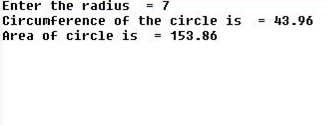 Enter the radius  = 7
Circumference of the circle is  = 43.96
Area of circle is  = 153.86